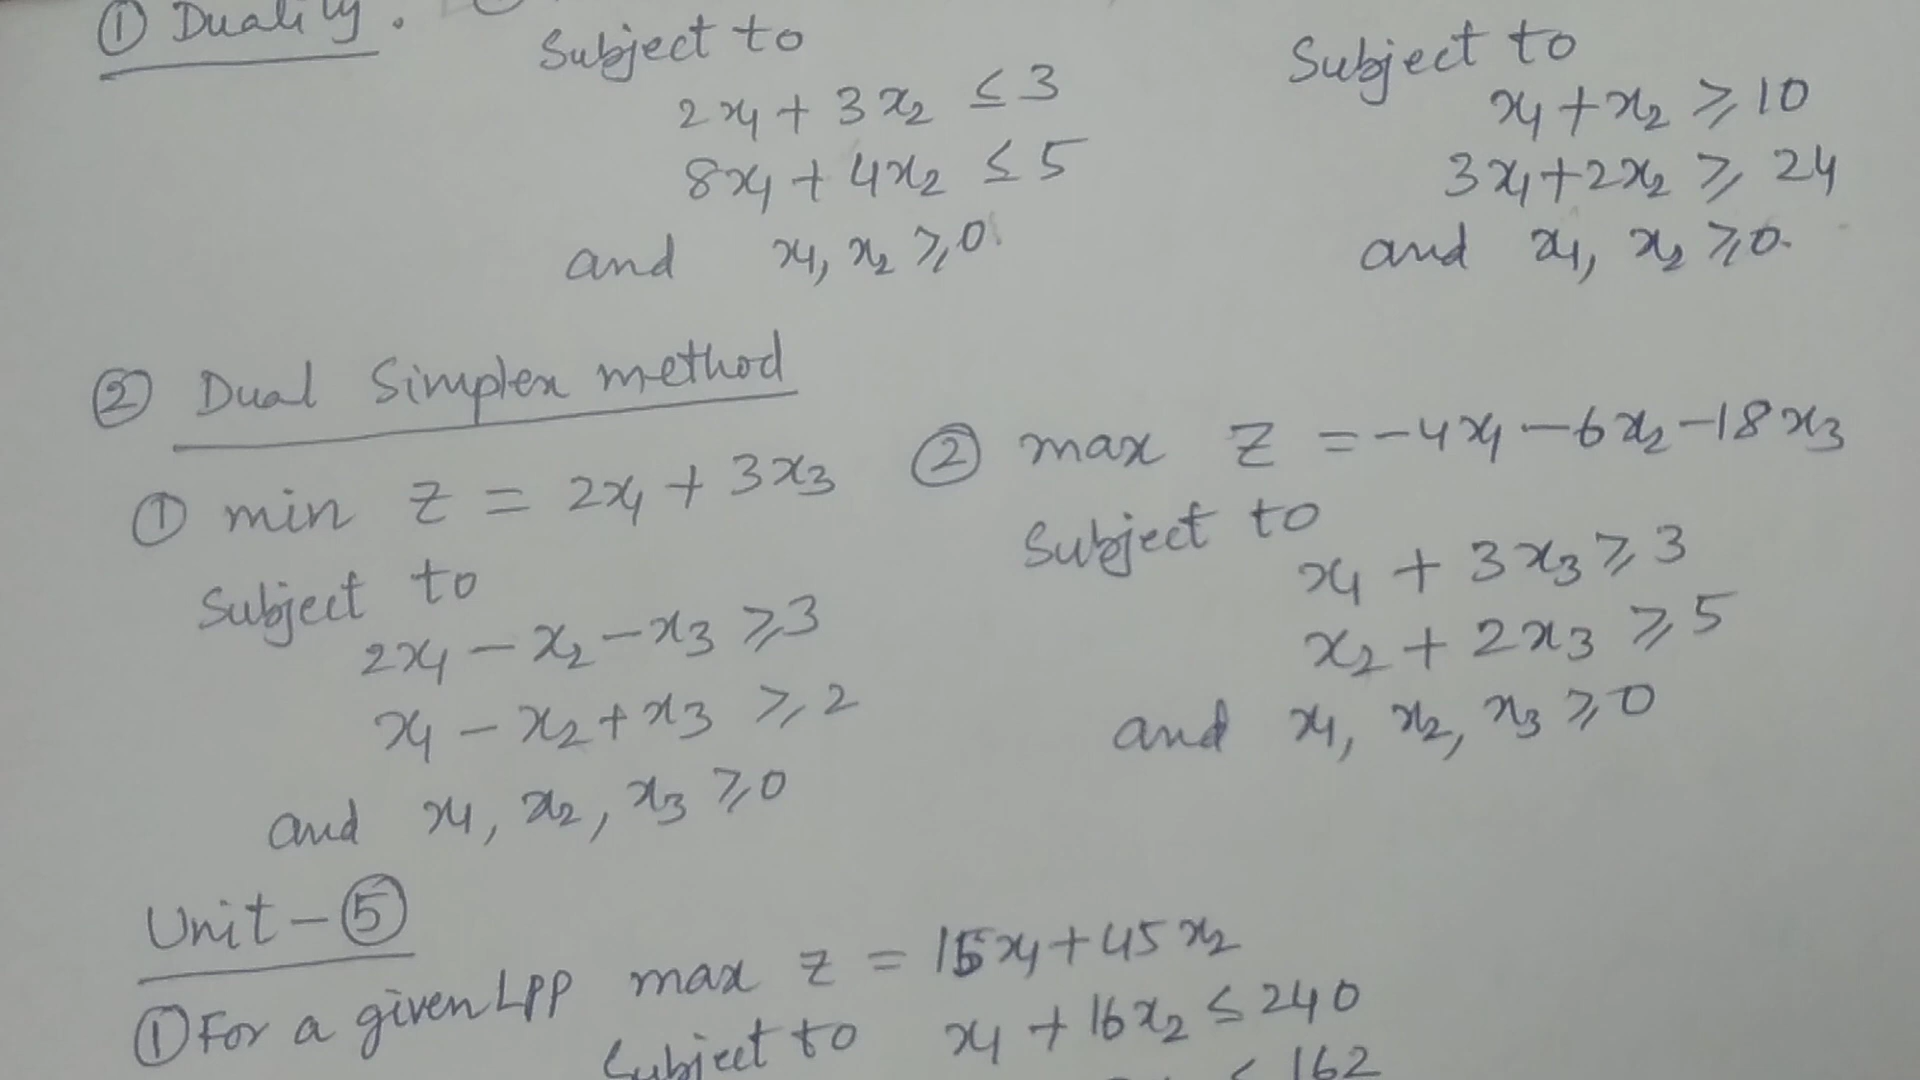 ① Duality.
Subject to
2x₁ + 3x₂ ≤ 3
8x₁ + 4x₂ ≤ 5
and x₁, x₂ ≥ 0.
Subject to
x₁ + x₂ ≥ 10
3x₁ + 2x₂ ≥ 24
and x₁, x₂ ≥ 0.
② Dual Simplex method
① min Z = 2x₁ + 3x₃
Subject to
2x₁ - x₂ - x₃ ≥ 3
x₁ - x₂ + x₃ ≥ 2
and x₁, x₂, x₃ ≥ 0
② max Z = -4x₁ - 6x₂ - 18x₃
Subject to
x₁ + 3x₃ ≥ 3
x₂ + 2x₃ ≥ 5
and x₁, x₂, x₃ ≥ 0
Unit - ⑤
① For a given LPP max Z = 15x₁ + 45x₂
Subject to x₁ + 16x₂ ≤ 240
≤ 162